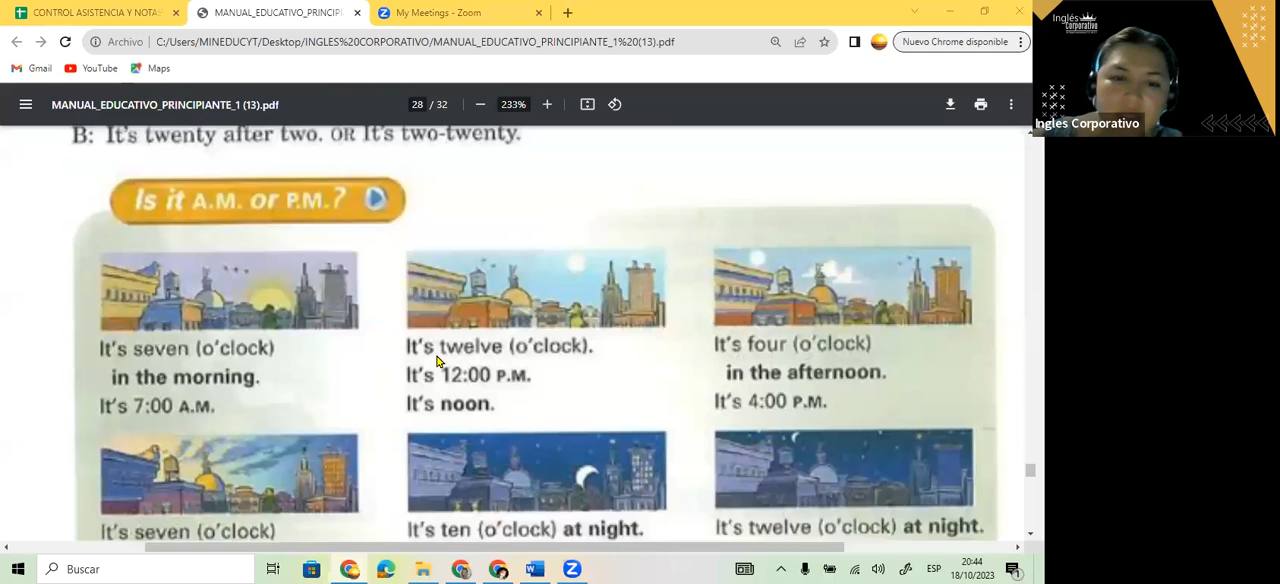 CONTROL ASISTENCIA Y NOTAS
MANUAL_EDUCATIVO_PRINCIPI
My Meetings - Zoom
Archivo
C:/Users/MINEDUCYT/Desktop/INGLES%20CORPORATIVO/MANUAL_EDUCATIVO_PRINCIPIANTE_1%20(13).pdf
Nuevo Chrome disponible
Gmail
YouTube
Maps
MANUAL_EDUCATIVO_PRINCIPIANTE_1 (13).pdf
28 / 32
233%
Inglés
Corporativo
Ingles Corporativo
B: It's twenty after two. OR It's two-twenty.
Is it A.M. or P.M.?
It's seven (o'clock)
in the morning.
It's 7:00 A.M.
It's twelve (o'clock).
It's 12:00 P.M.
It's noon.
It's four (o'clock)
in the afternoon.
It's 4:00 P.M.
It's seven (o'clock)
It's ten (o'clock) at night.
It's twelve (o'clock) at night.
Buscar
ESP
20:44
18/10/2023
1